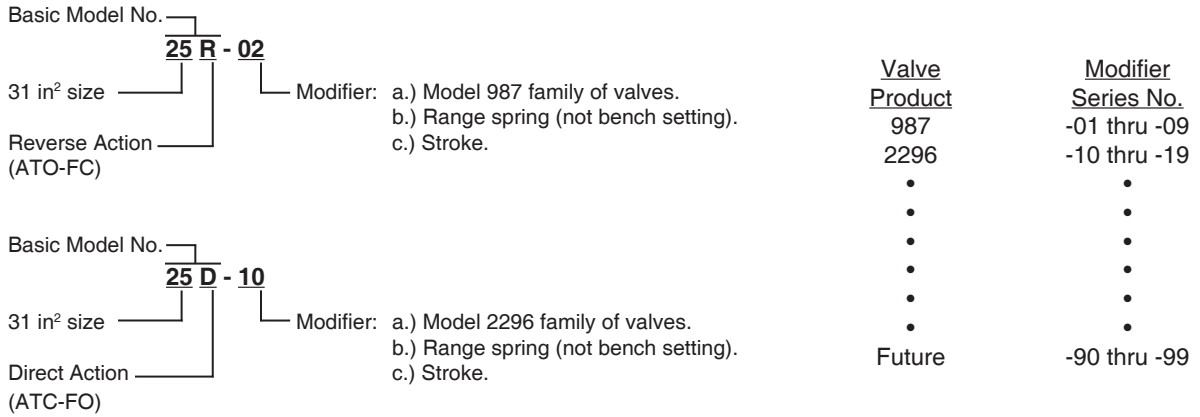 Basic Model No.
25 R - 02
31 in² size
Modifier: a.) Model 987 family of valves.
b.) Range spring (not bench setting).
c.) Stroke.
Reverse Action
(ATO-FC)
Basic Model No.
25 D - 10
31 in² size
Modifier: a.) Model 2296 family of valves.
b.) Range spring (not bench setting).
c.) Stroke.
Direct Action
(ATC-FO)
Valve Modifier
Product Series No.
987 -01 thru -09
2296 -10 thru -19
• •
• •
• •
• •
• •
• •
Future -90 thru -99